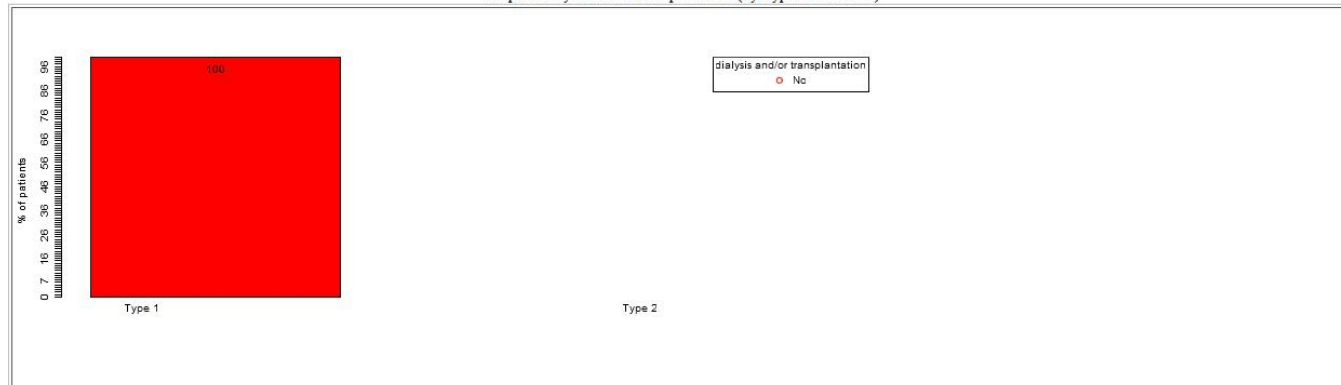 96
86
76
66
56
46
36
26
16
7
0
% of patients
100
Type 1
Type 2
dialysis and/or transplantation
No